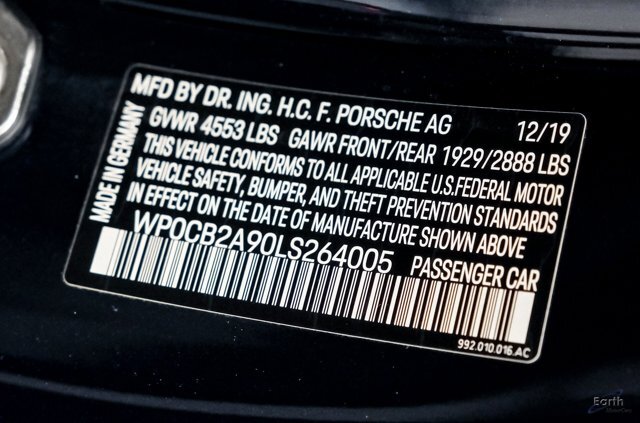 MFD BY DR. ING. H.C. F. PORSCHE AG 12/19
GVWR 4553 LBS GAWR FRONT/REAR 1929/2888 LBS
THIS VEHICLE CONFORMS TO ALL APPLICABLE U.S.FEDERAL MOTOR
VEHICLE SAFETY, BUMPER, AND THEFT PREVENTION STANDARDS
IN EFFECT ON THE DATE OF MANUFACTURE SHOWN ABOVE
WP0CB2A90LS264005 PASSENGER CAR
992.010.016.AC
MADE IN GERMANY
Earth
MotorCars